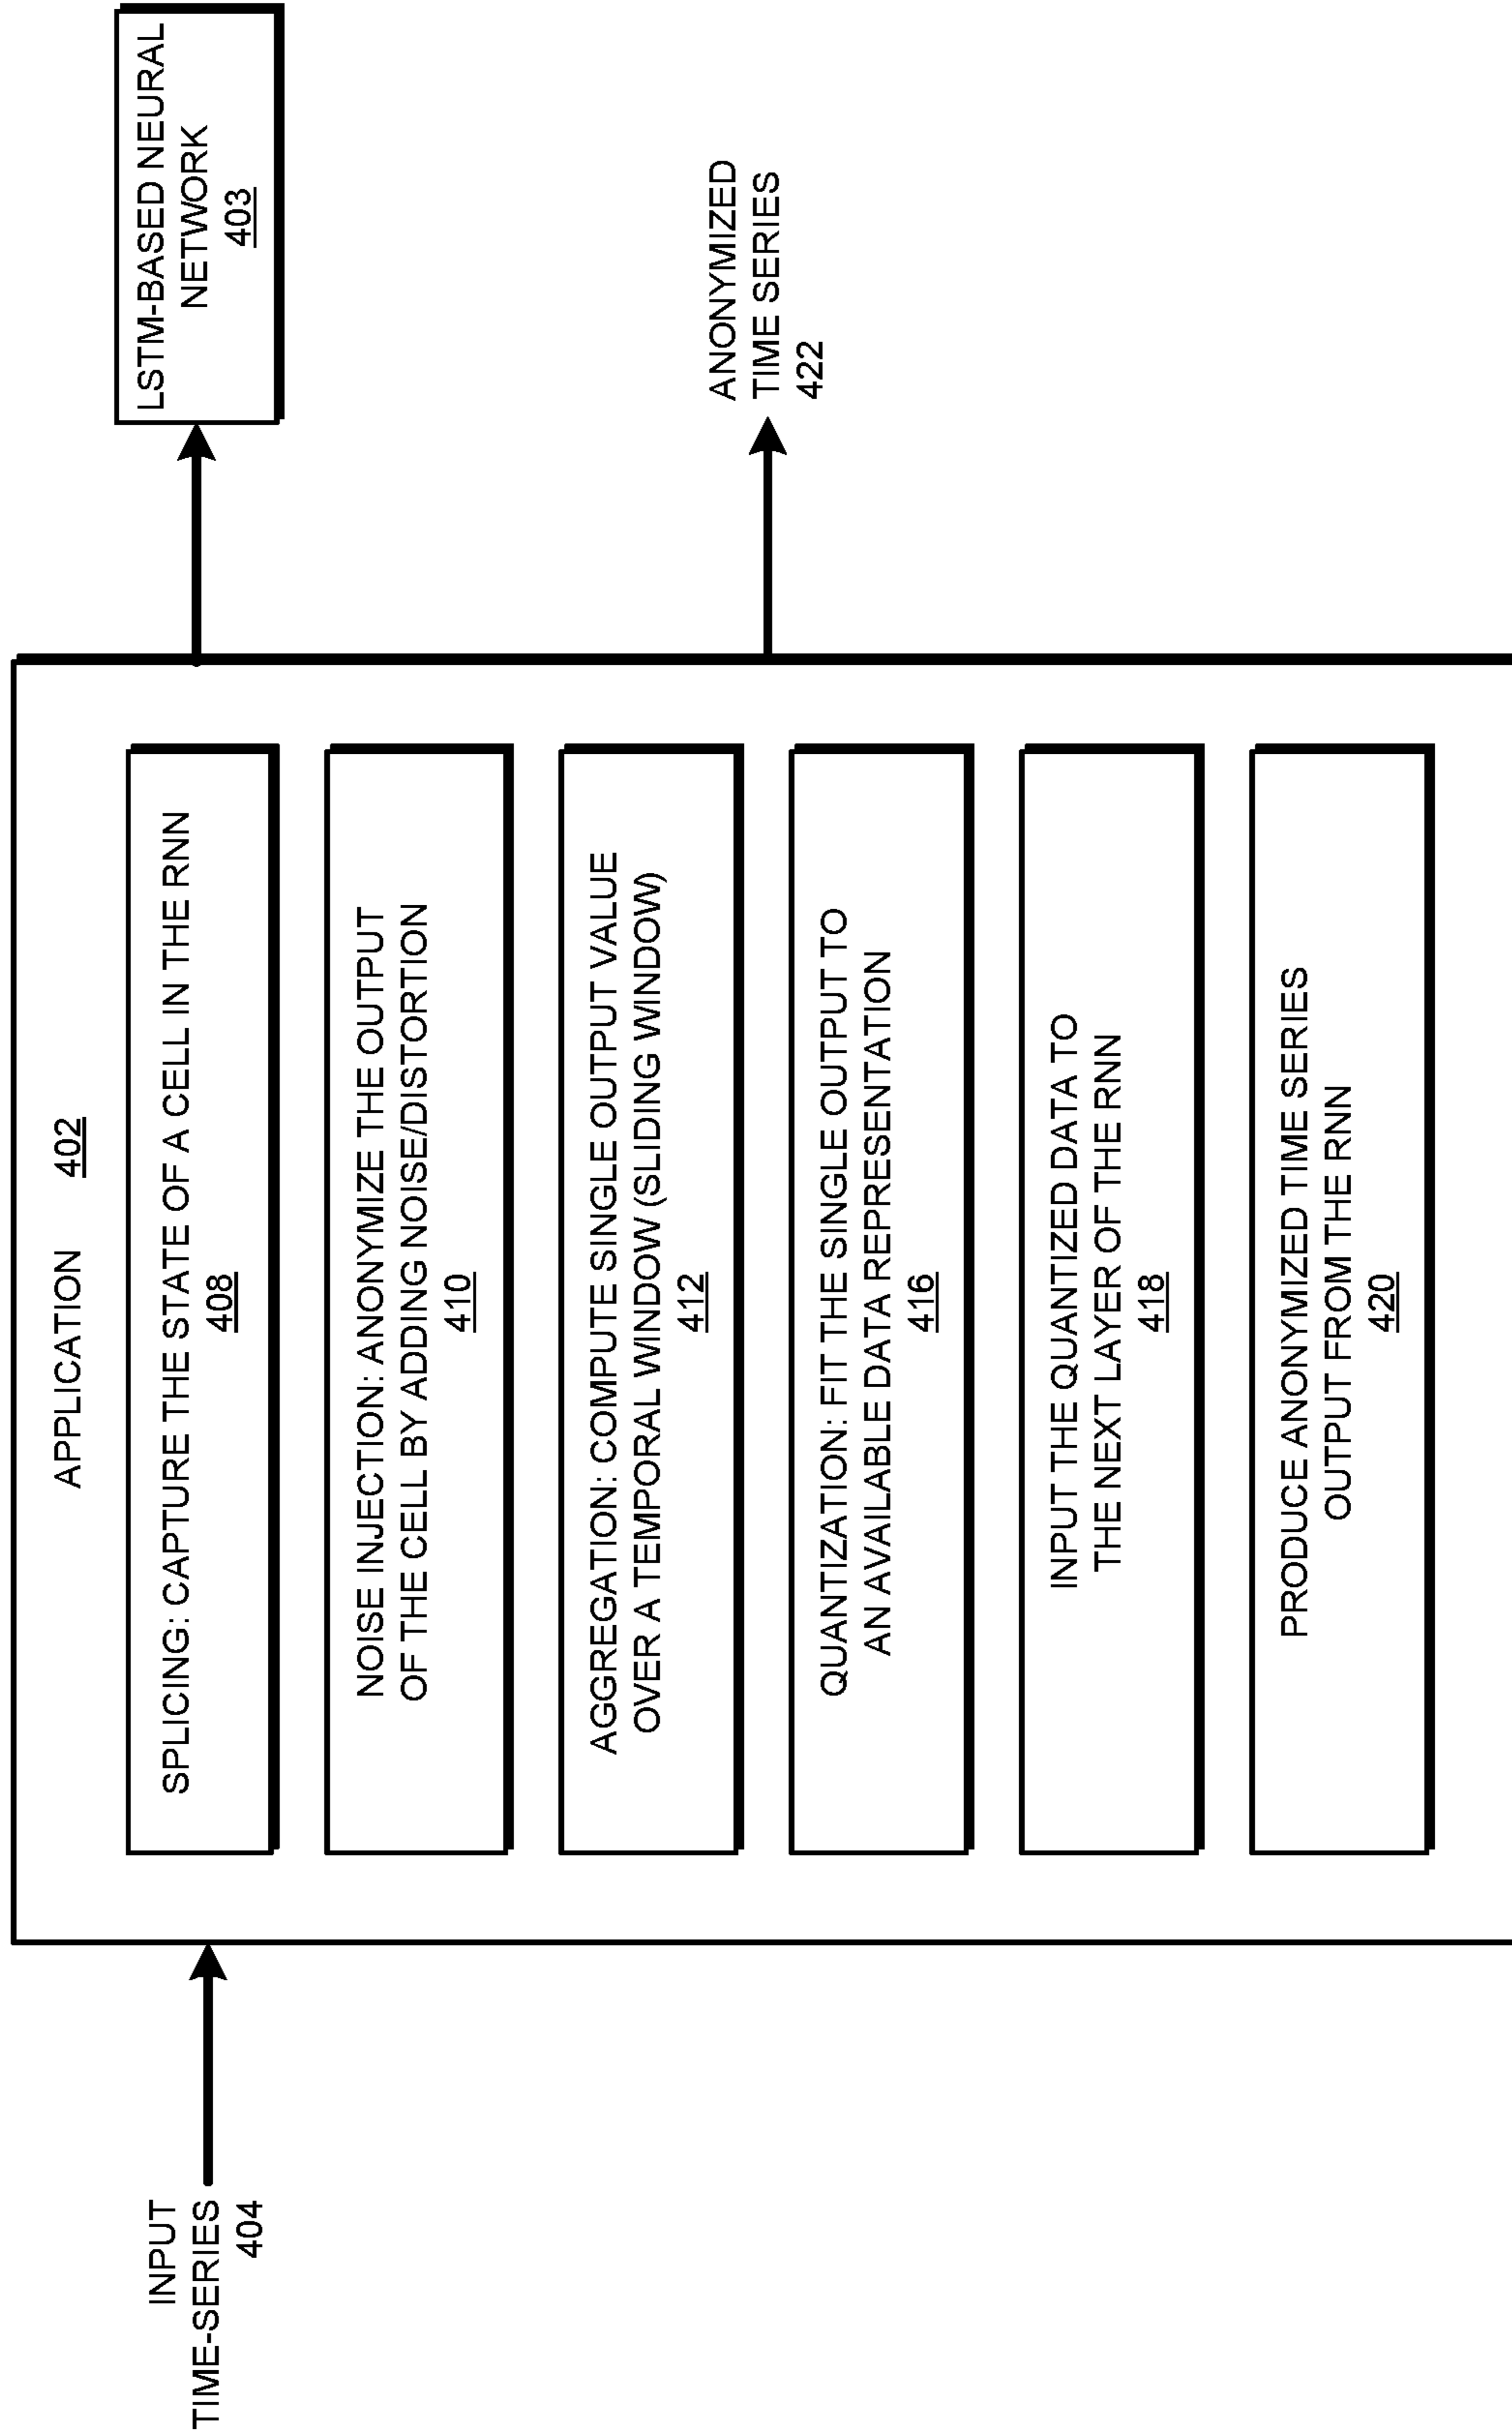 APPLICATION 402
INPUT
TIME-SERIES
404
SPLICING: CAPTURE THE STATE OF A CELL IN THE RNN
408
NOISE INJECTION: ANONYMIZE THE OUTPUT
OF THE CELL BY ADDING NOISE/DISTORTION
410
AGGREGATION: COMPUTE SINGLE OUTPUT VALUE
OVER A TEMPORAL WINDOW (SLIDING WINDOW)
412
QUANTIZATION: FIT THE SINGLE OUTPUT TO
AN AVAILABLE DATA REPRESENTATION
416
INPUT THE QUANTIZED DATA TO
THE NEXT LAYER OF THE RNN
418
PRODUCE ANONYMIZED TIME SERIES
OUTPUT FROM THE RNN
420
LSTM-BASED NEURAL
NETWORK
403
ANONYMIZED
TIME SERIES
422